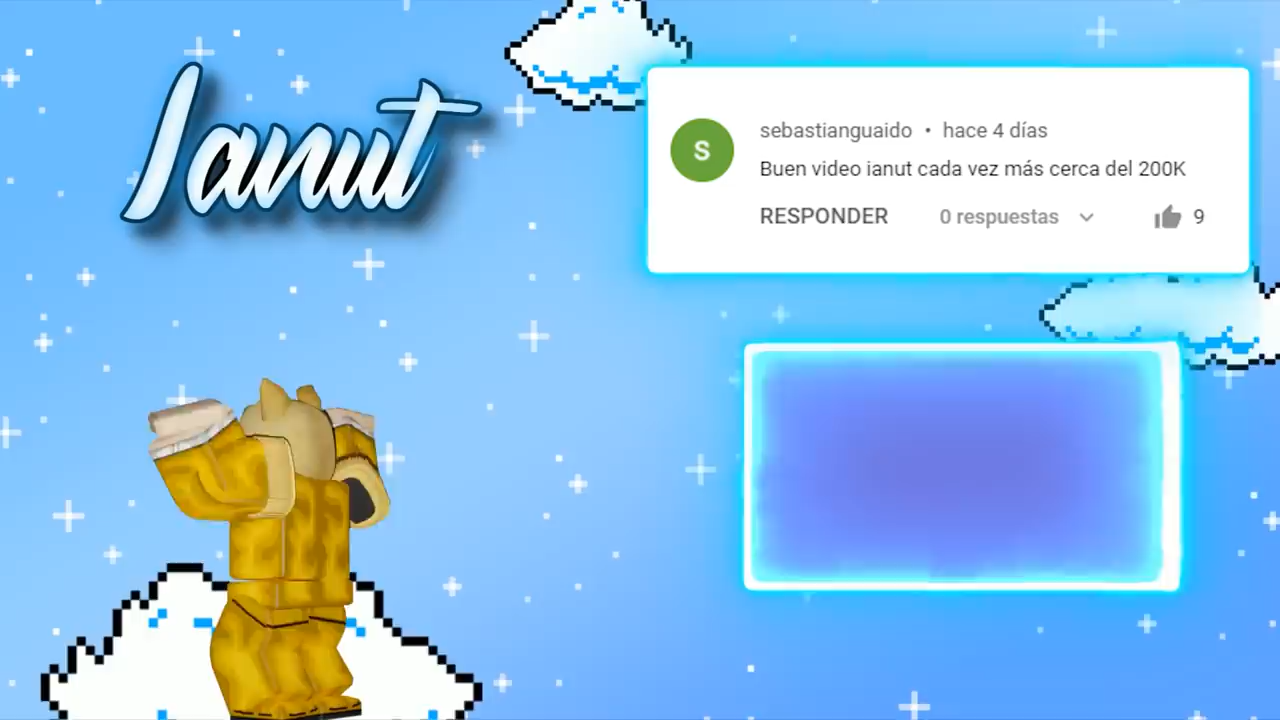 Ianut
S
sebastianguaido • hace 4 días
Buen video ianut cada vez más cerca del 200K
RESPONDER 0 respuestas 9